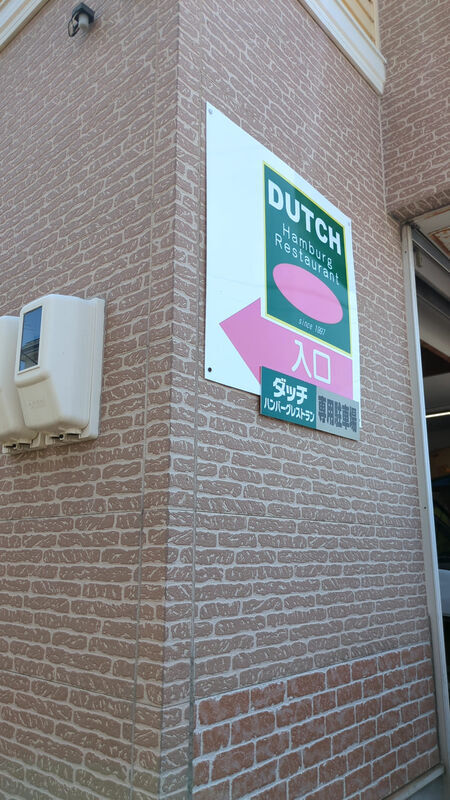 DUTCH
Hamburg
Restaurant
since 1997
入口
ダッチ
ハンバーグレストラン
専用駐車場